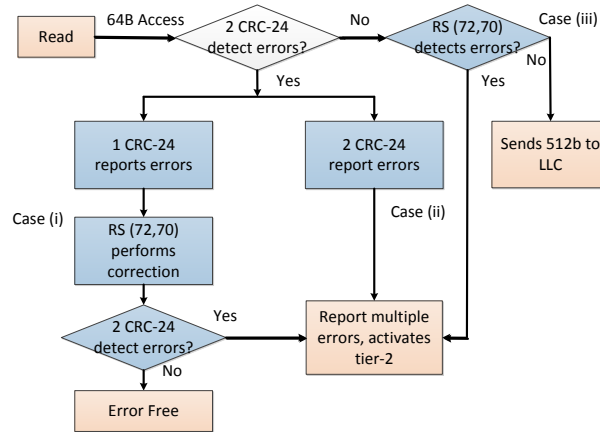 Read
64B Access
2 CRC-24
detect errors?
No
RS (72,70)
detects errors?
Case (iii)
Yes
Yes
No
1 CRC-24
reports errors
2 CRC-24
report errors
Sends 512b to
LLC
Case (i)
RS (72,70)
performs
correction
Case (ii)
2 CRC-24
detect errors?
Yes
Report multiple
errors, activates
tier-2
No
Error Free